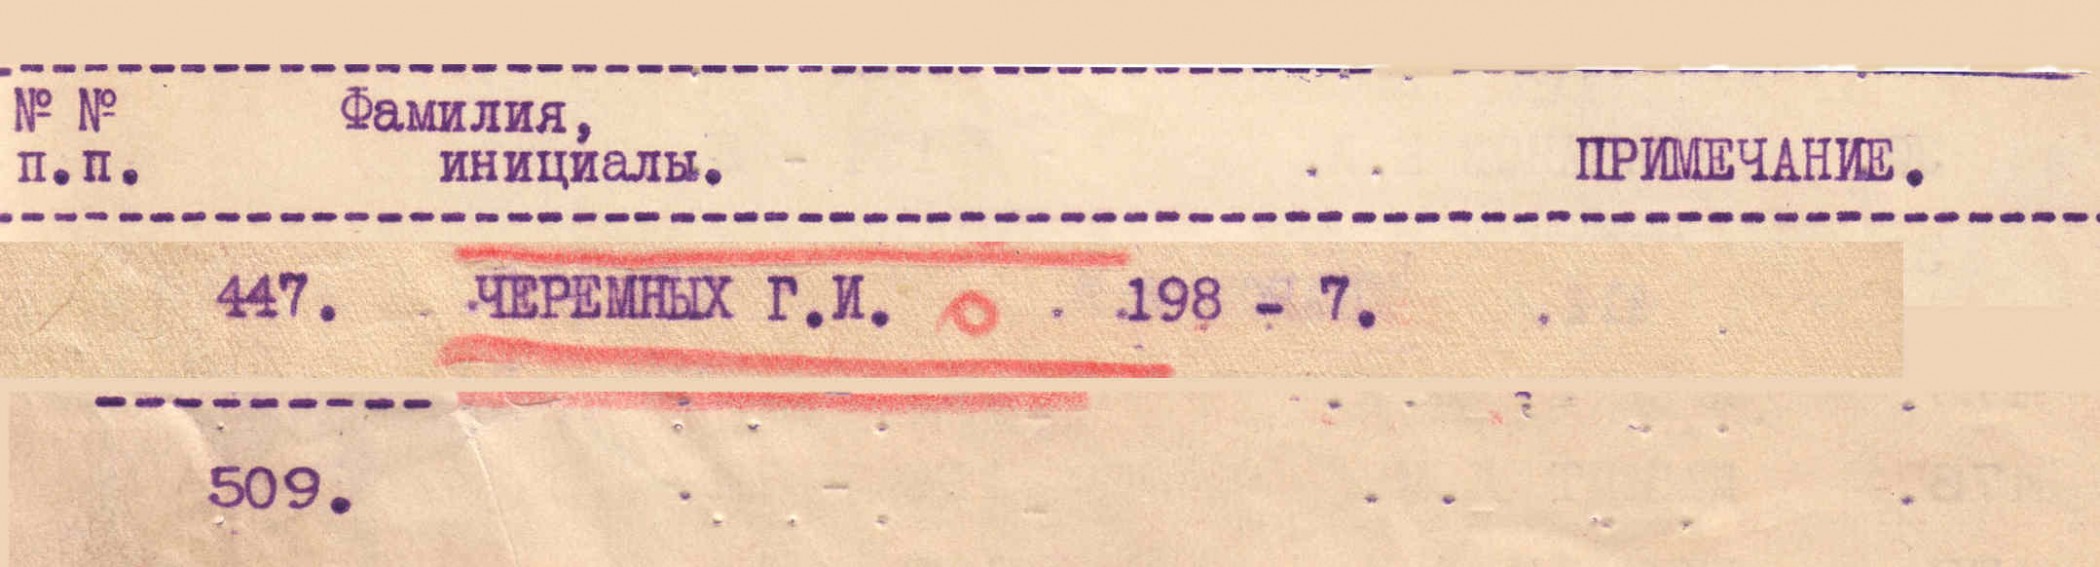 № № Фамилия,
п.п. инициалы. ПРИМЕЧАНИЕ.
447. ЧЕРЕМНЫХ Г.И. 198 - 7.
509.